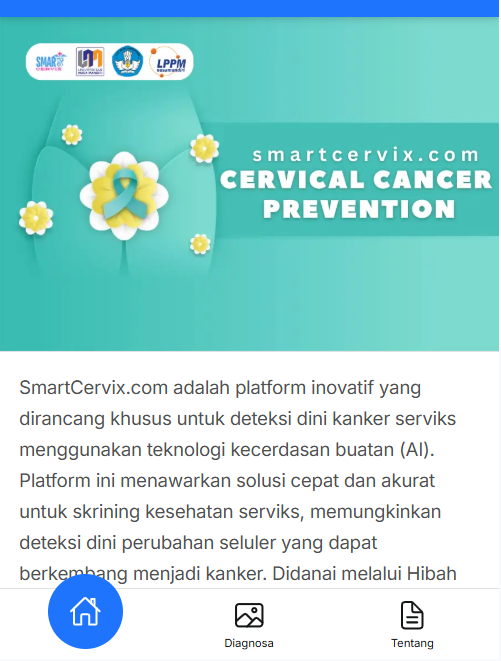 SMART
CERVIX
LPPM
smartcervix.com
CERVICAL CANCER
PREVENTION
SmartCervix.com adalah platform inovatif yang
dirancang khusus untuk deteksi dini kanker serviks
menggunakan teknologi kecerdasan buatan (AI).
Platform ini menawarkan solusi cepat dan akurat
untuk skrining kesehatan serviks, memungkinkan
deteksi dini perubahan seluler yang dapat
berkembang menjadi kanker. Didanai melalui Hibah
Diagnosa
Tentang